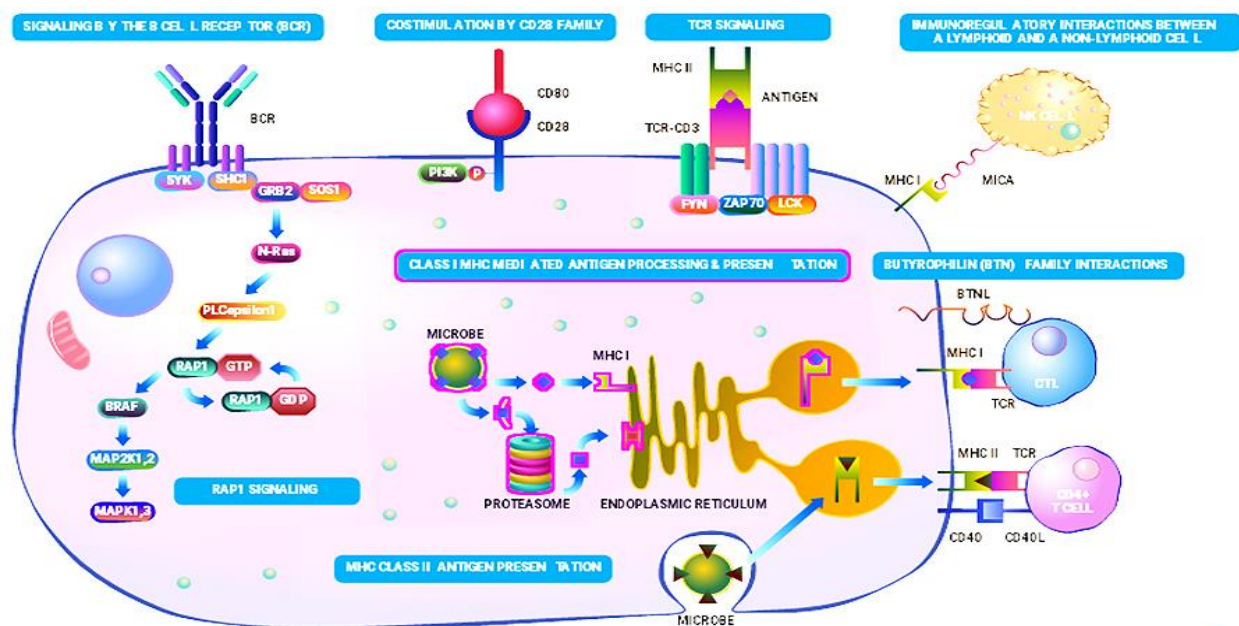 SIGNALING B Y THE B CEL L RECEP TOR (BCR)
COSTIMULATION BY CD28 FAMILY
TCR SIGNALING
IMMUNOREGUL ATORY INTERACTIONS BETWEEN
A LYMPHOID AND A NON-LYMPHOID CEL L
MHC II
CD80
ANTIGEN
BCR
CD28
TCR-CD3
NK CEL L
PI3K
P
MHC I
MICA
SYK
SHC1
GRB2
SOS1
FYN
ZAP70
LCK
N-Ras
CLASS I MHC MEDI ATED ANTIGEN PROCESSING & PRESEN TATION
BUTYROPHILIN (BTN) FAMILY INTERACTIONS
BTNL
PLCepsilon1
MICROBE
MHC I
MHC I
CTL
RAP1
GTP
TCR
RAP1
GDP
BRAF
MAP2K1,2
MHC II
TCR
RAP1 SIGNALING
CD4+
T CELL
PROTEASOME
ENDOPLASMIC RETICULUM
MAPK1,3
CD40
CD40L
MHC CLASS II ANTIGEN PRESEN TATION
MICROBE